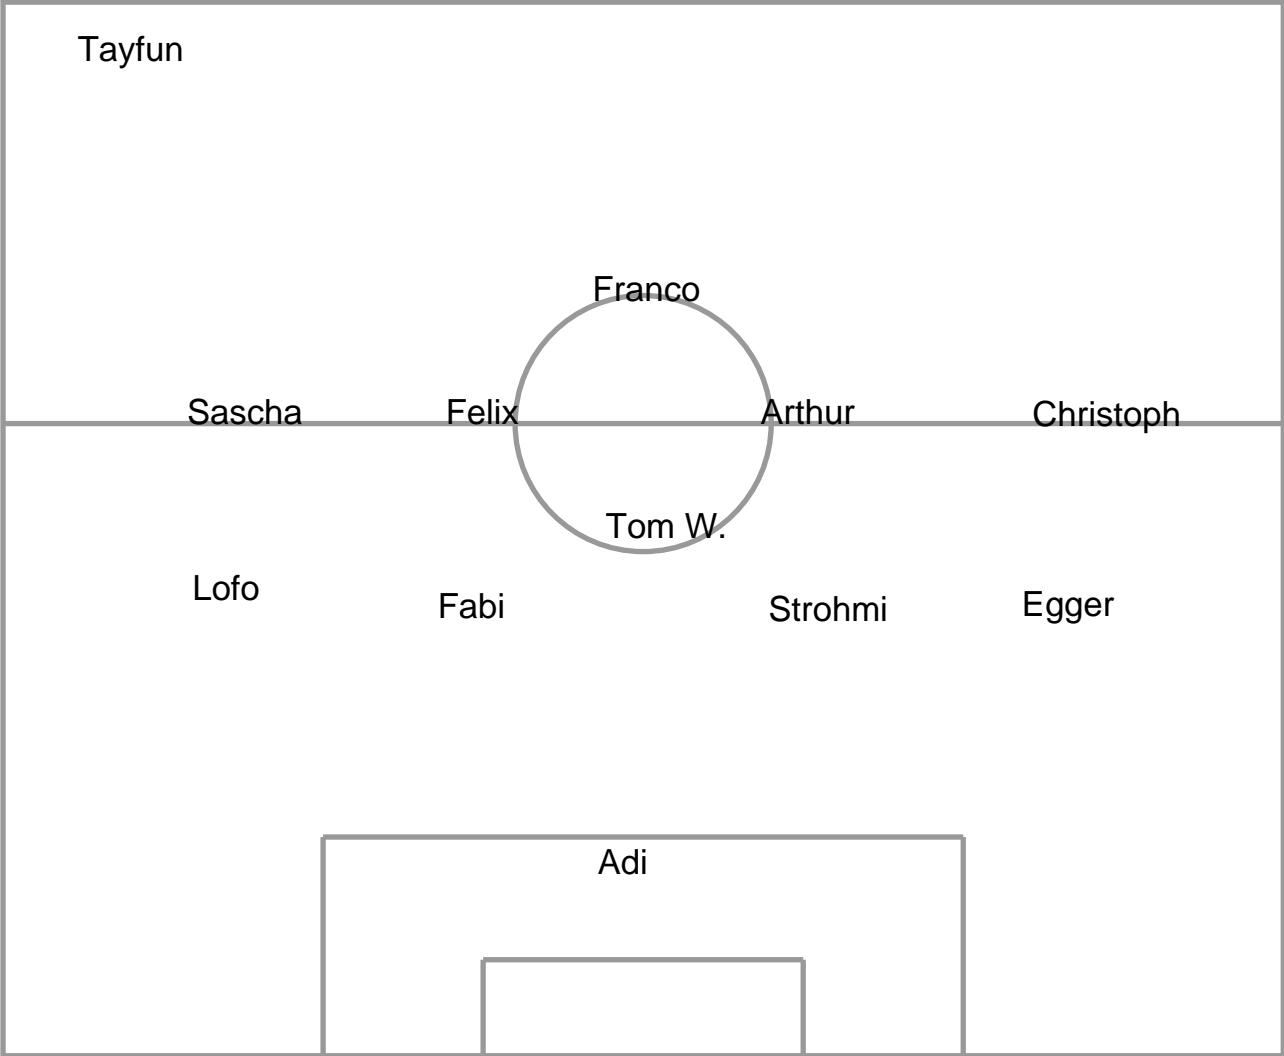 Tayfun
Franco
Sascha Felix Arthur Christoph
Tom W.
Lofo Fabi Strohmi Egger
Adi